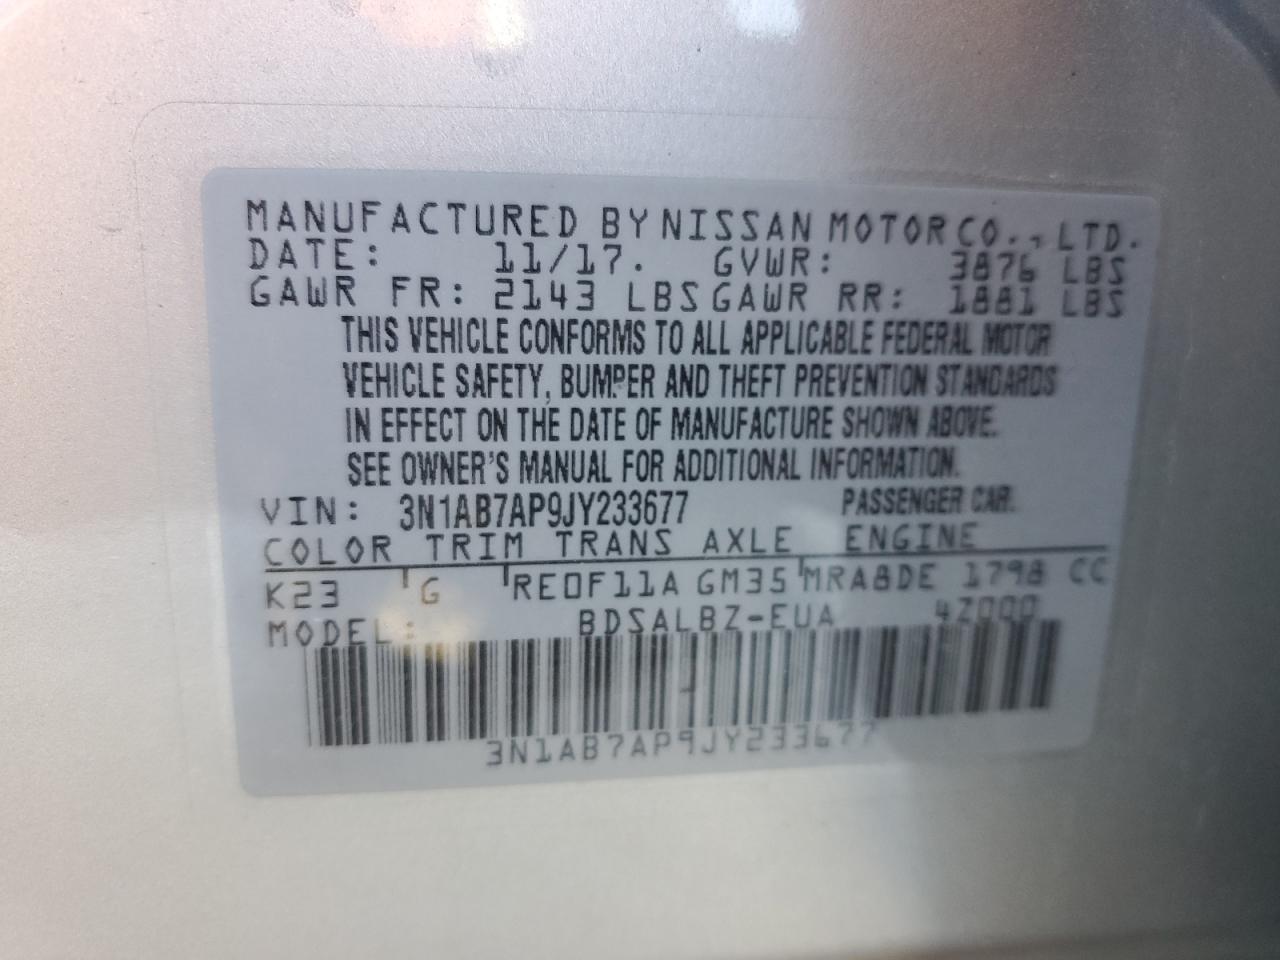 MANUFACTURED BY NISSAN MOTOR CO., LTD.
DATE: 11/17. GVWR: 3876 LBS
GAWR FR: 2143 LBS GAWR RR: 1881 LBS
THIS VEHICLE CONFORMS TO ALL APPLICABLE FEDERAL MOTOR
VEHICLE SAFETY, BUMPER AND THEFT PREVENTION STANDARDS
IN EFFECT ON THE DATE OF MANUFACTURE SHOWN ABOVE.
SEE OWNER'S MANUAL FOR ADDITIONAL INFORMATION.
VIN: 3N1AB7AP9JY233677 PASSENGER CAR.
COLOR TRIM TRANS AXLE ENGINE
K23 G RE0F11A GM35 MRA8DE 1798 CC
MODEL: BDSALBZ-EUA 4Z000
3N1AB7AP9JY233677